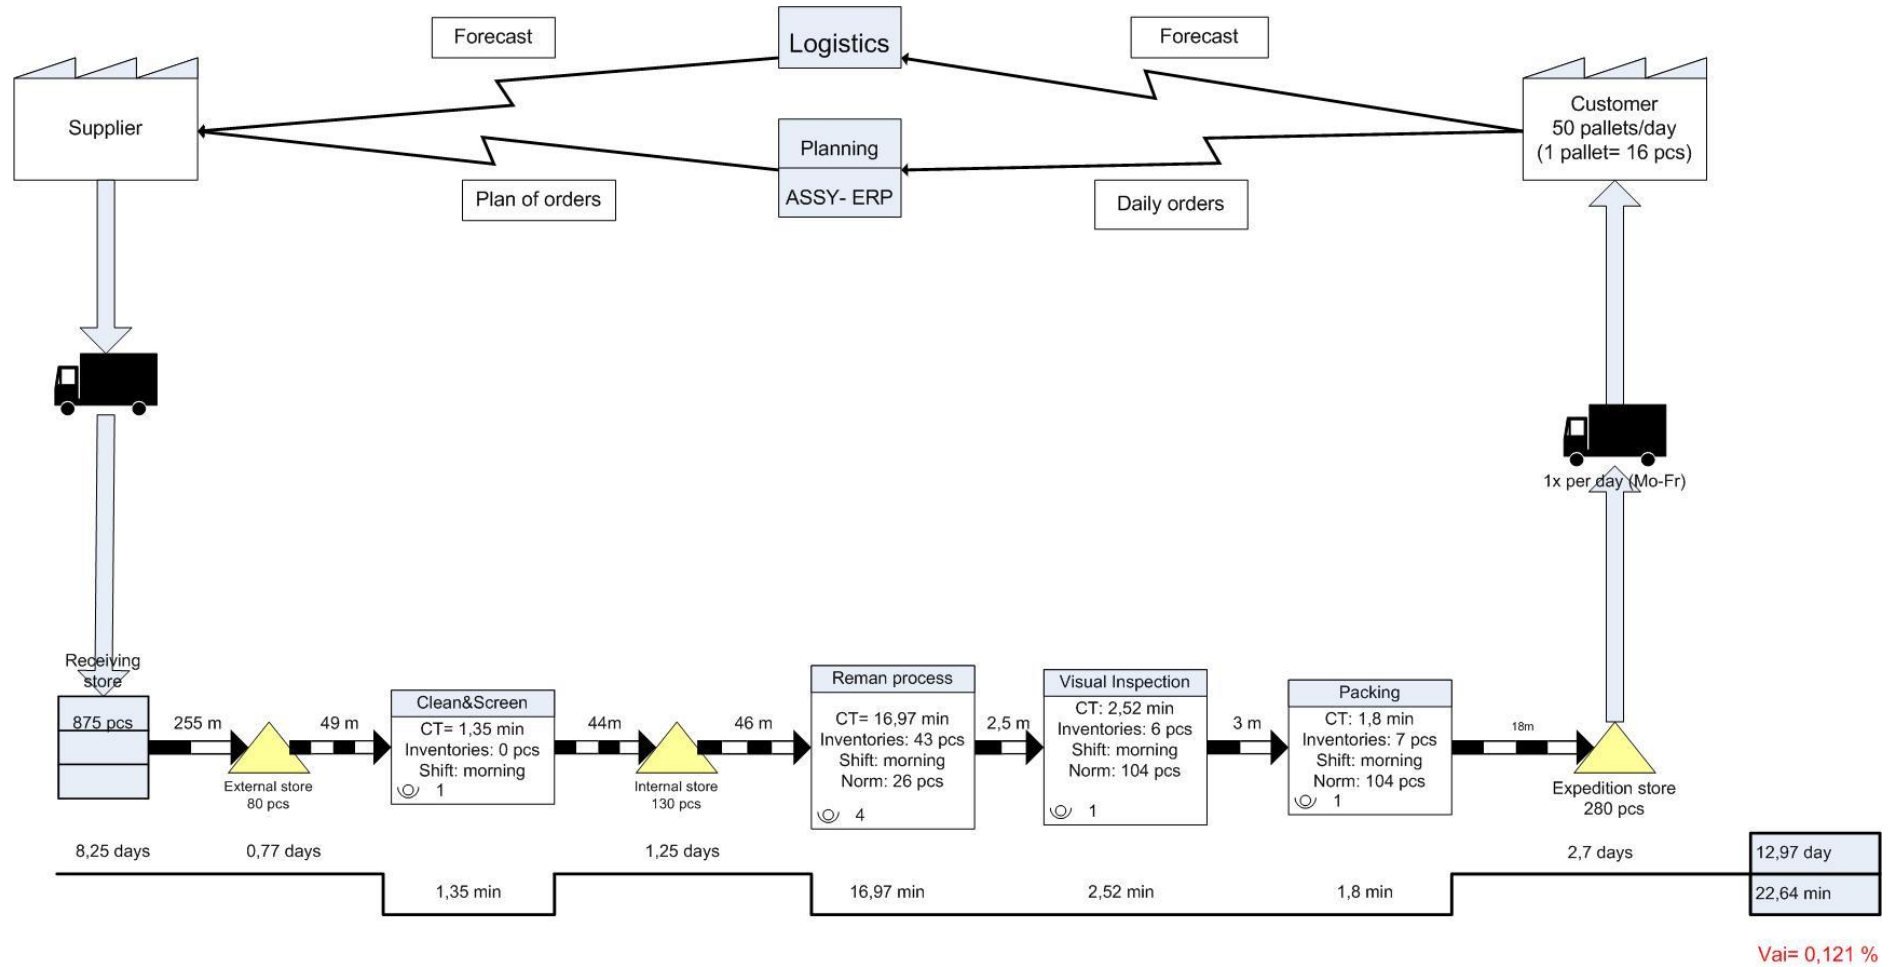 Forecast
Logistics
Forecast
Supplier
Customer
50 pallets/day
(1 pallet= 16 pcs)
Planning
ASSY- ERP
Plan of orders
Daily orders
1x per day (Mo-Fr)
Receiving
store
875 pcs
255 m
External store
80 pcs
49 m
Clean&Screen
CT= 1,35 min
Inventories: 0 pcs
Shift: morning
1
44m
Internal store
130 pcs
46 m
Reman process
CT= 16,97 min
Inventories: 43 pcs
Shift: morning
Norm: 26 pcs
4
2,5 m
Visual Inspection
CT: 2,52 min
Inventories: 6 pcs
Shift: morning
Norm: 104 pcs
1
3 m
Packing
CT: 1,8 min
Inventories: 7 pcs
Shift: morning
Norm: 104 pcs
1
18m
Expedition store
280 pcs
8,25 days
0,77 days
1,25 days
2,7 days
12,97 day
1,35 min
16,97 min
2,52 min
1,8 min
22,64 min
Vai= 0,121 %